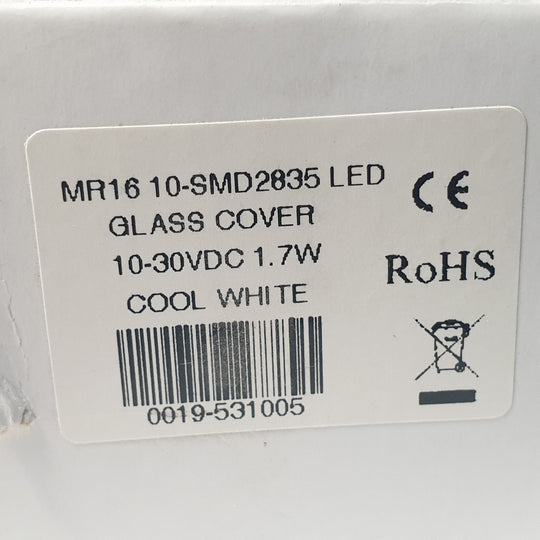 MR16 10-SMD2835 LED
GLASS COVER
10-30VDC 1.7W
COOL WHITE
0019-531005
CE
RoHS